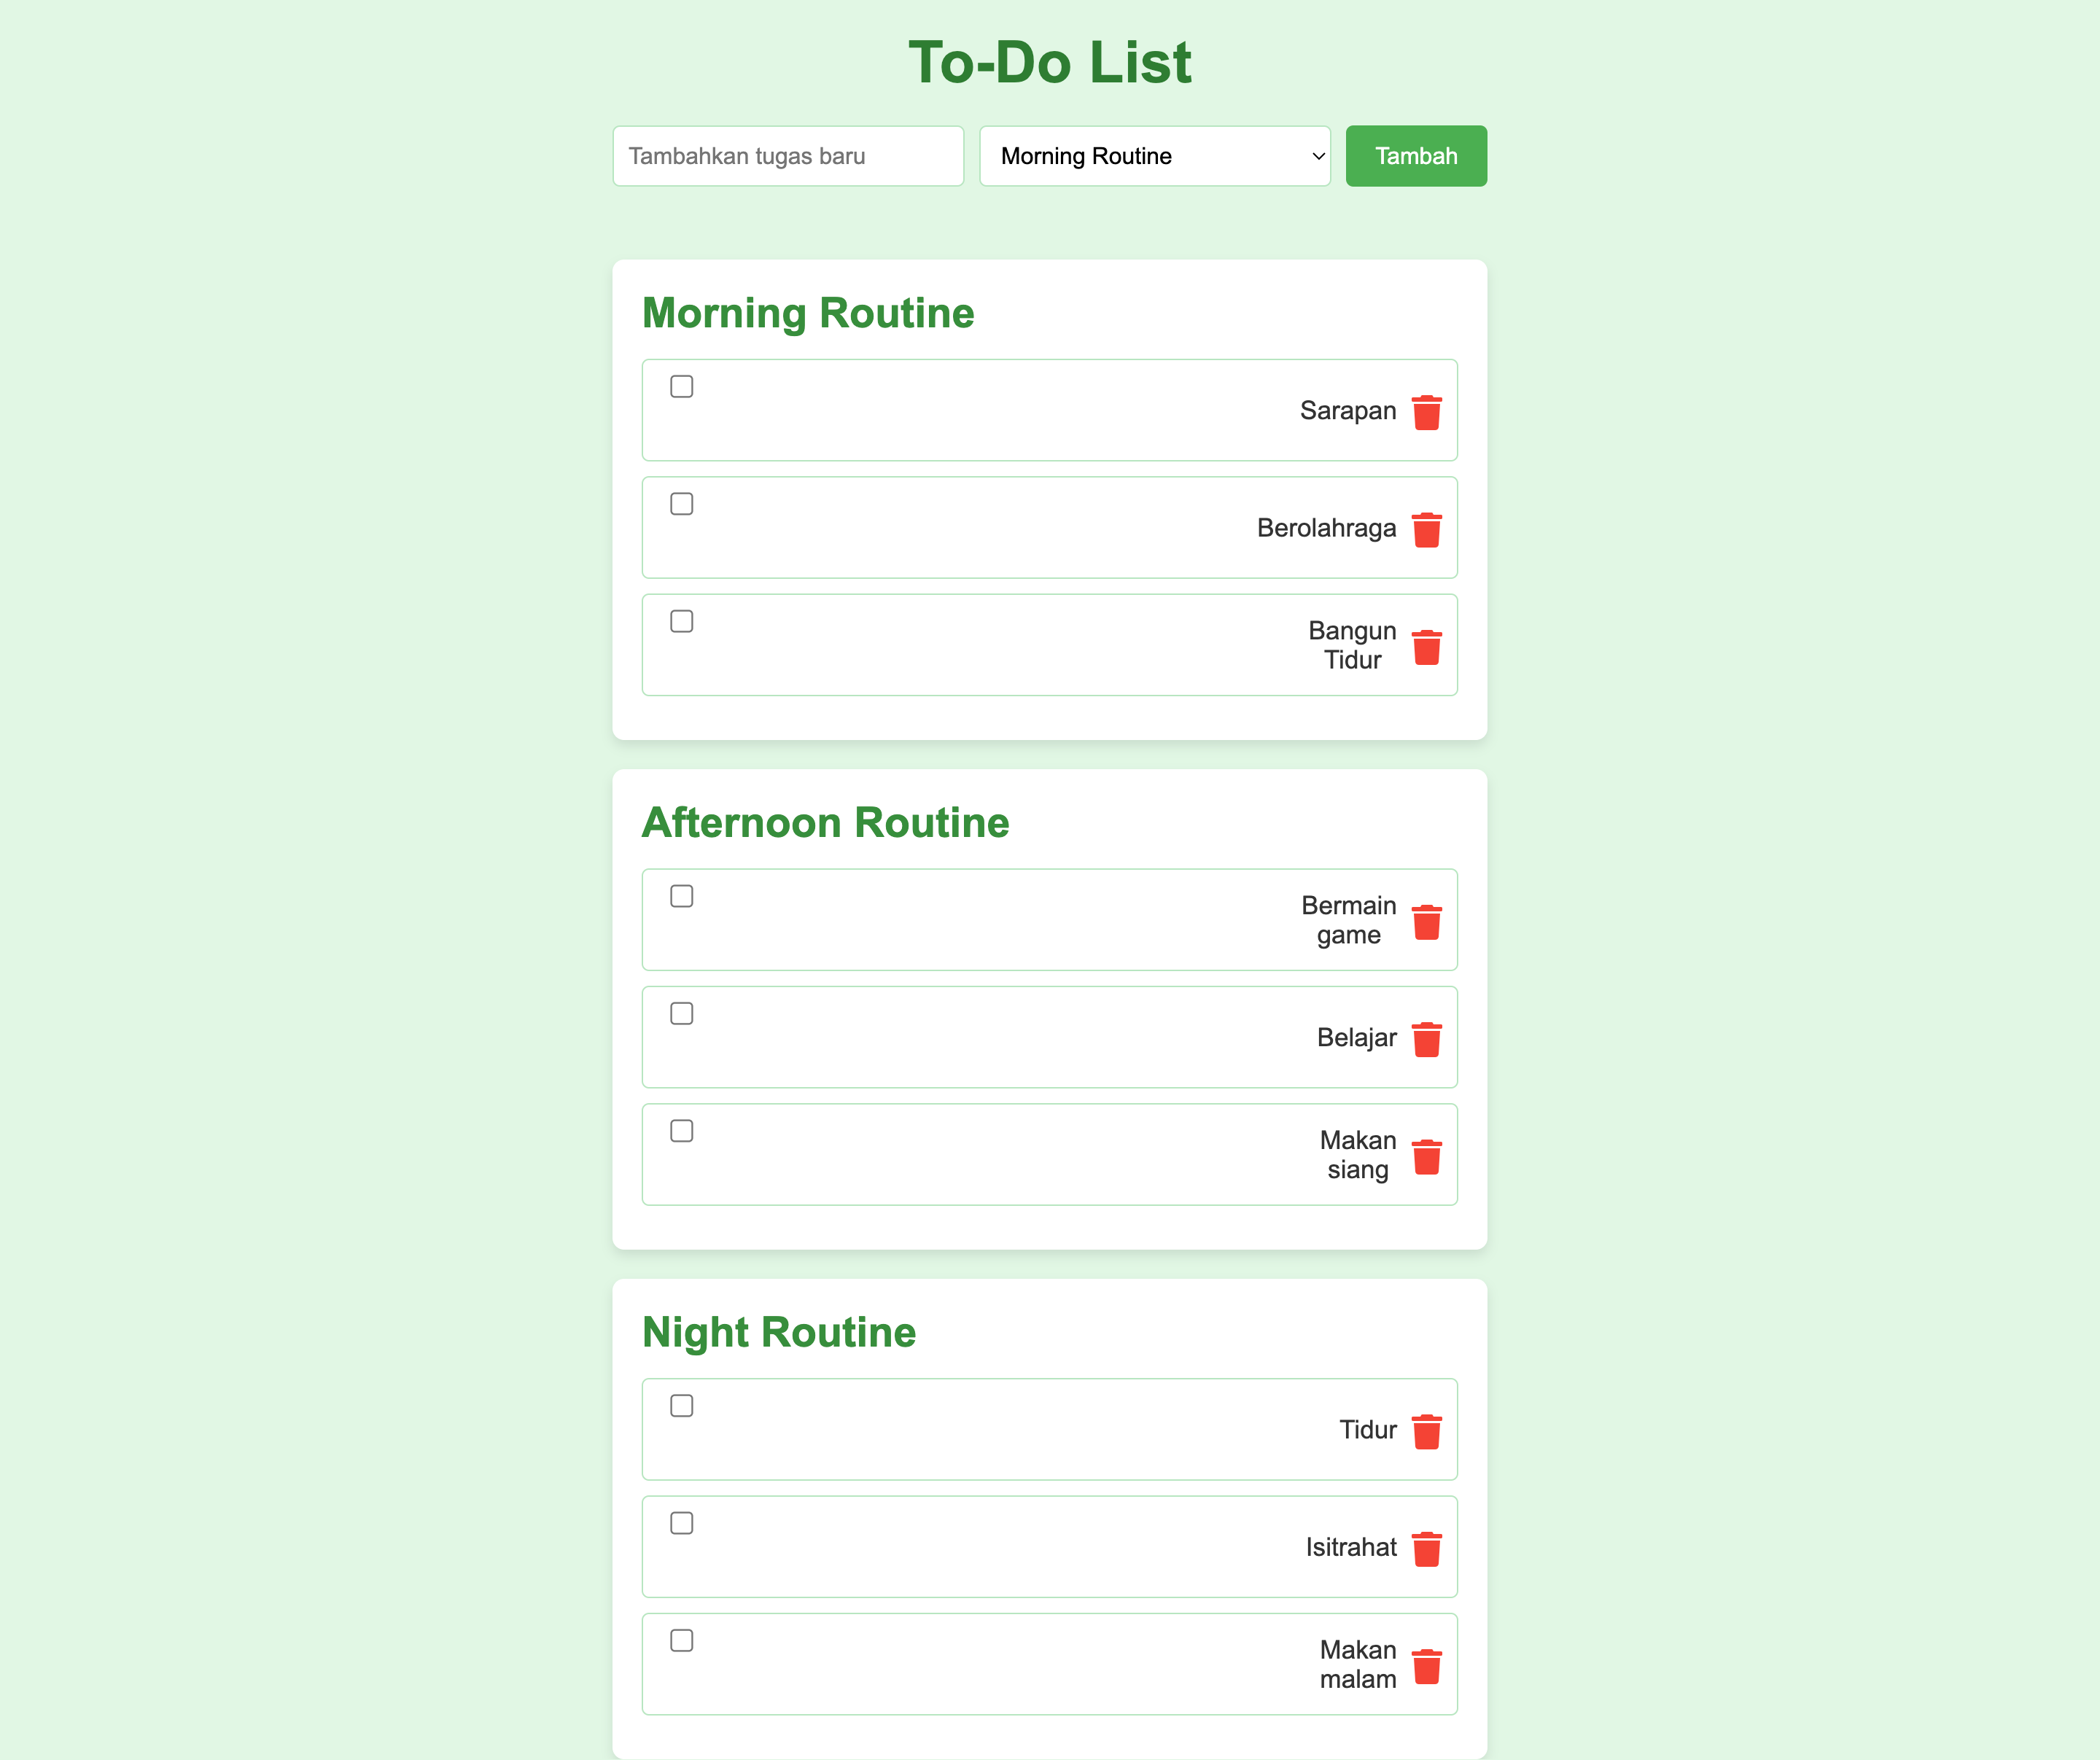 To-Do List
Tambahkan tugas baru
Morning Routine
Tambah
Morning Routine
Sarapan
Berolahraga
Bangun
Tidur
Afternoon Routine
Bermain
game
Belajar
Makan
siang
Night Routine
Tidur
Isitrahat
Makan
malam